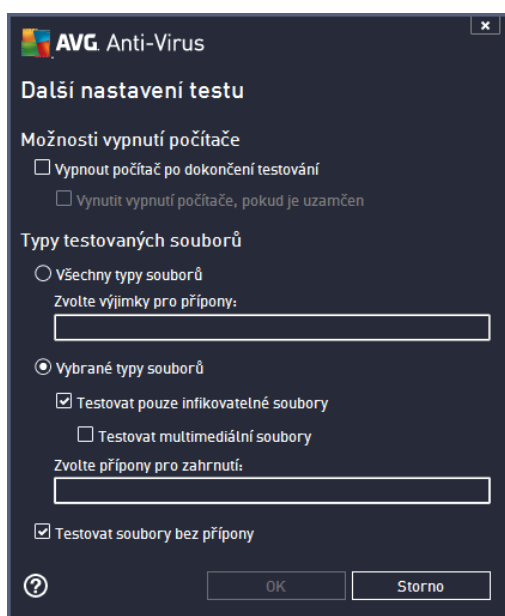 AVG. Anti-Virus
Další nastavení testu
Možnosti vypnutí počítače
Vypnout počítač po dokončení testování
Vynutit vypnutí počítače, pokud je uzamčen
Typy testovaných souborů
Všechny typy souborů
Zvolte výjimky pro přípony:
Vybrané typy souborů
Testovat pouze infikovatelné soubory
Testovat multimediální soubory
Zvolte přípony pro zahrnutí:
Testovat soubory bez přípony
OK Storno